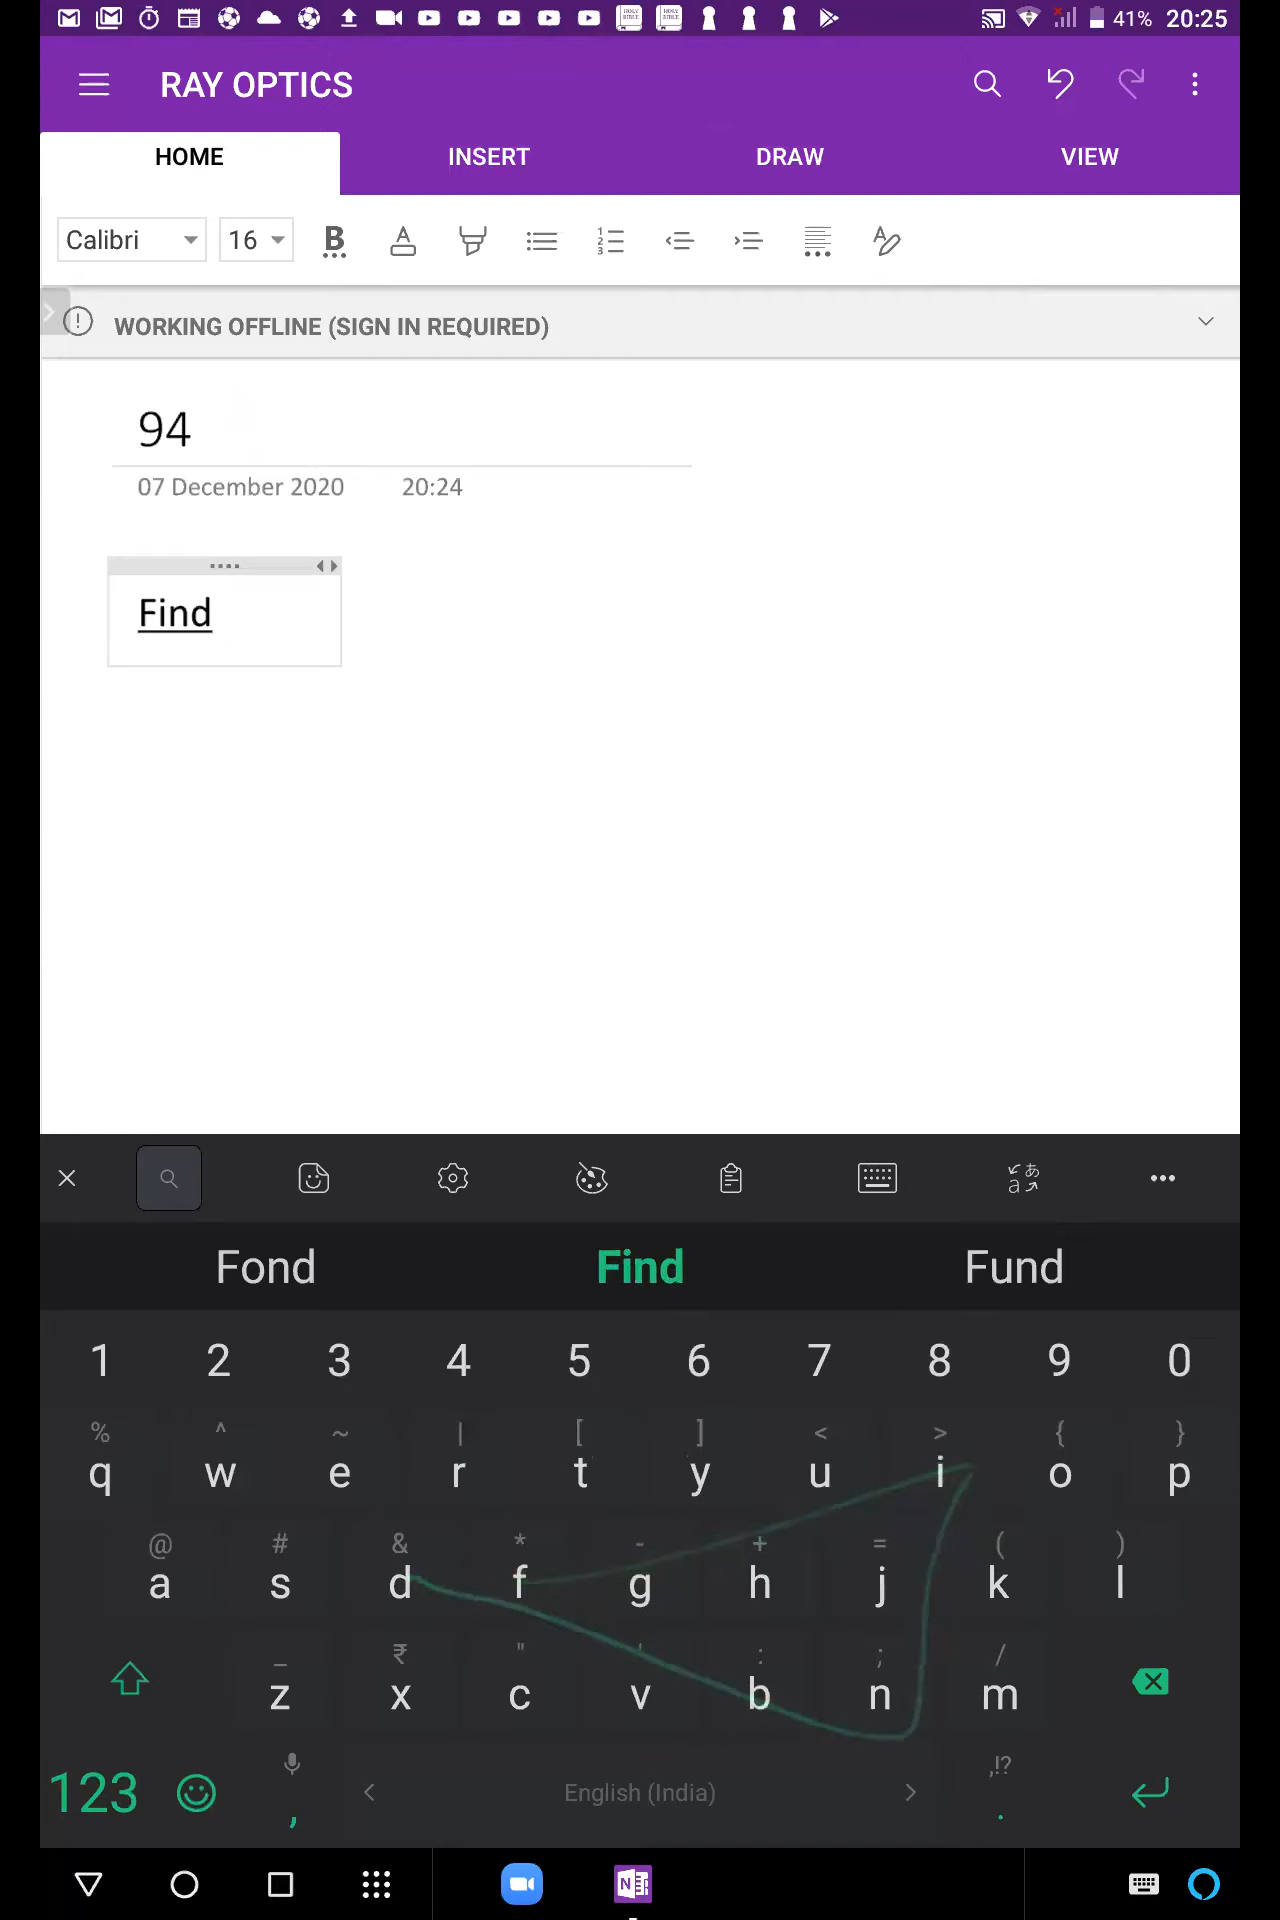 41% 20:25
RAY OPTICS
HOME INSERT DRAW VIEW
Calibri 16 B A
WORKING OFFLINE (SIGN IN REQUIRED)
94
07 December 2020 20:24
Find
Fond Find Fund
1 2 3 4 5 6 7 8 9 0
% ^ ~ | [ ] < > { }
q w e r t y u i o p
@ # & * - + = ( )
a s d f g h j k l
_ ₹ " ' : ; /
z x c v b n m
,!?
123 , < English (India) > .